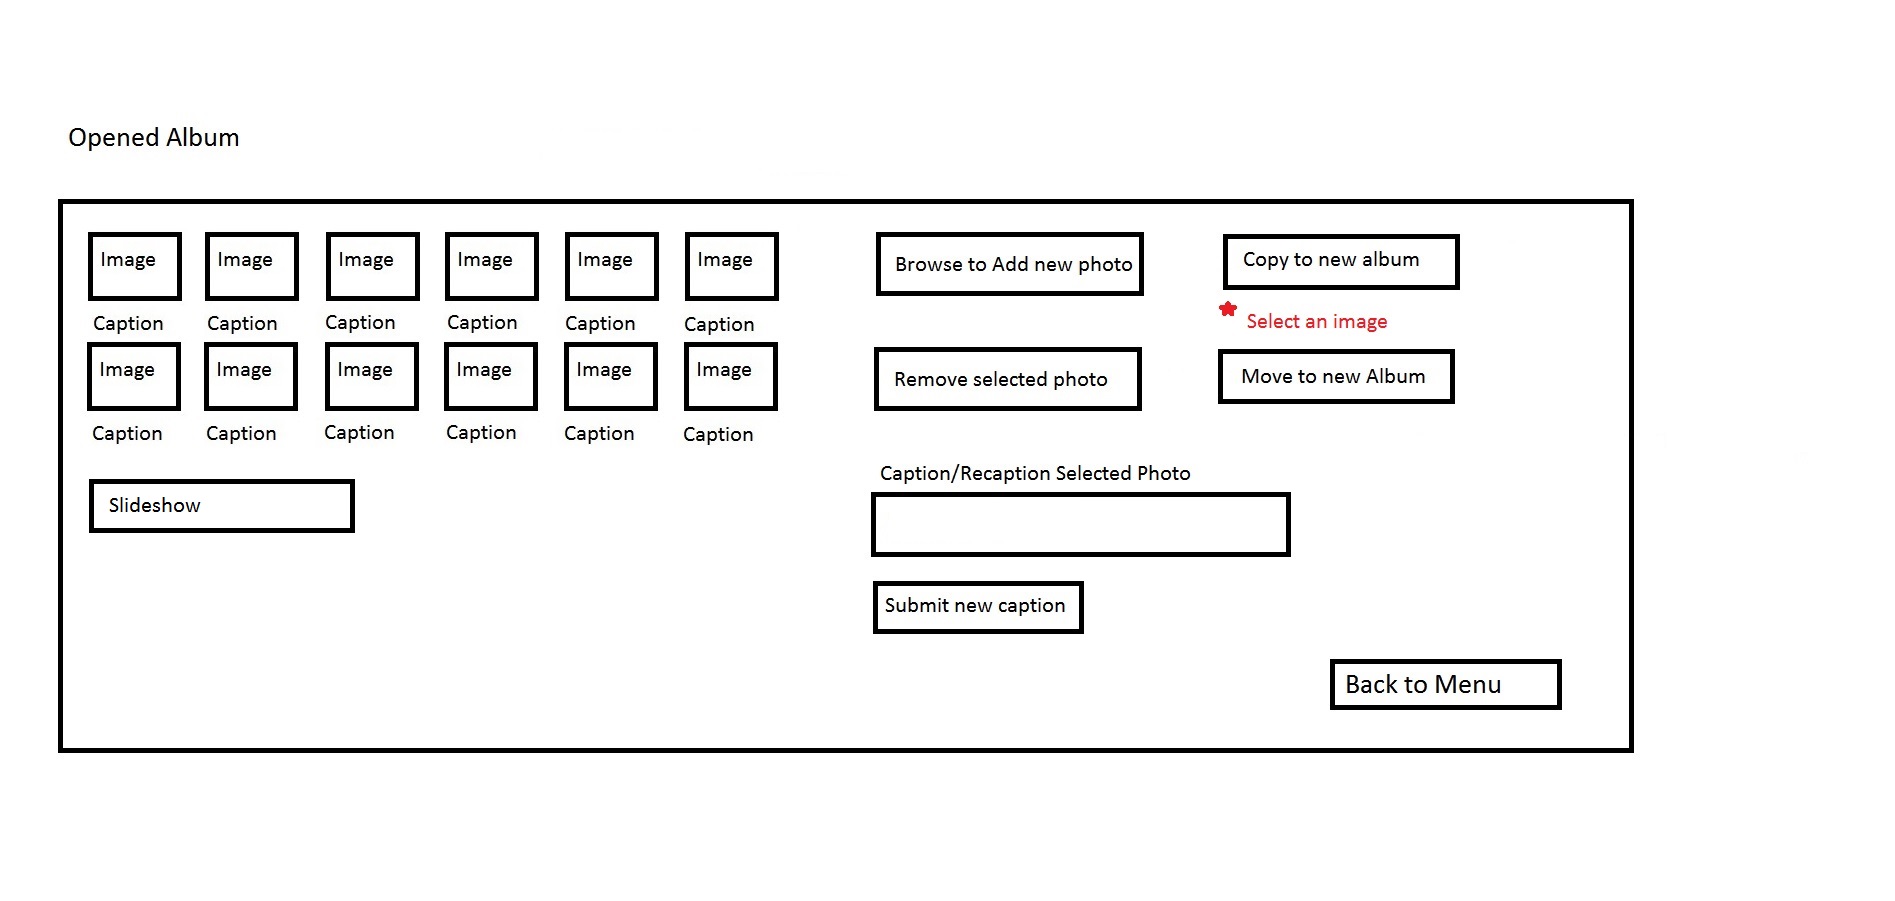 Opened Album
Image Image Image Image Image Image
Caption Caption Caption Caption Caption Caption
Image Image Image Image Image Image
Caption Caption Caption Caption Caption Caption
Slideshow
Browse to Add new photo
Copy to new album
Select an image
Remove selected photo
Move to new Album
Caption/Recaption Selected Photo
Submit new caption
Back to Menu